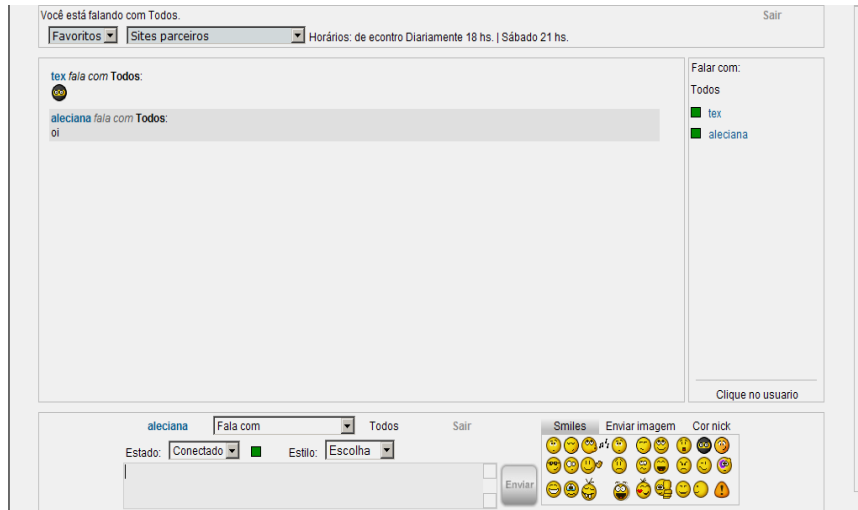 Você está falando com Todos. Sair
Favoritos Sites parceiros Horários: de econtro Diariamente 18 hs. | Sábado 21 hs.
tex fala com Todos:
aleciana fala com Todos:
oi
Falar com:
Todos
tex
aleciana
Clique no usuario
aleciana Fala com Todos Sair
Estado: Conectado Estilo: Escolha
Enviar
Smiles Enviar imagem Cor nick